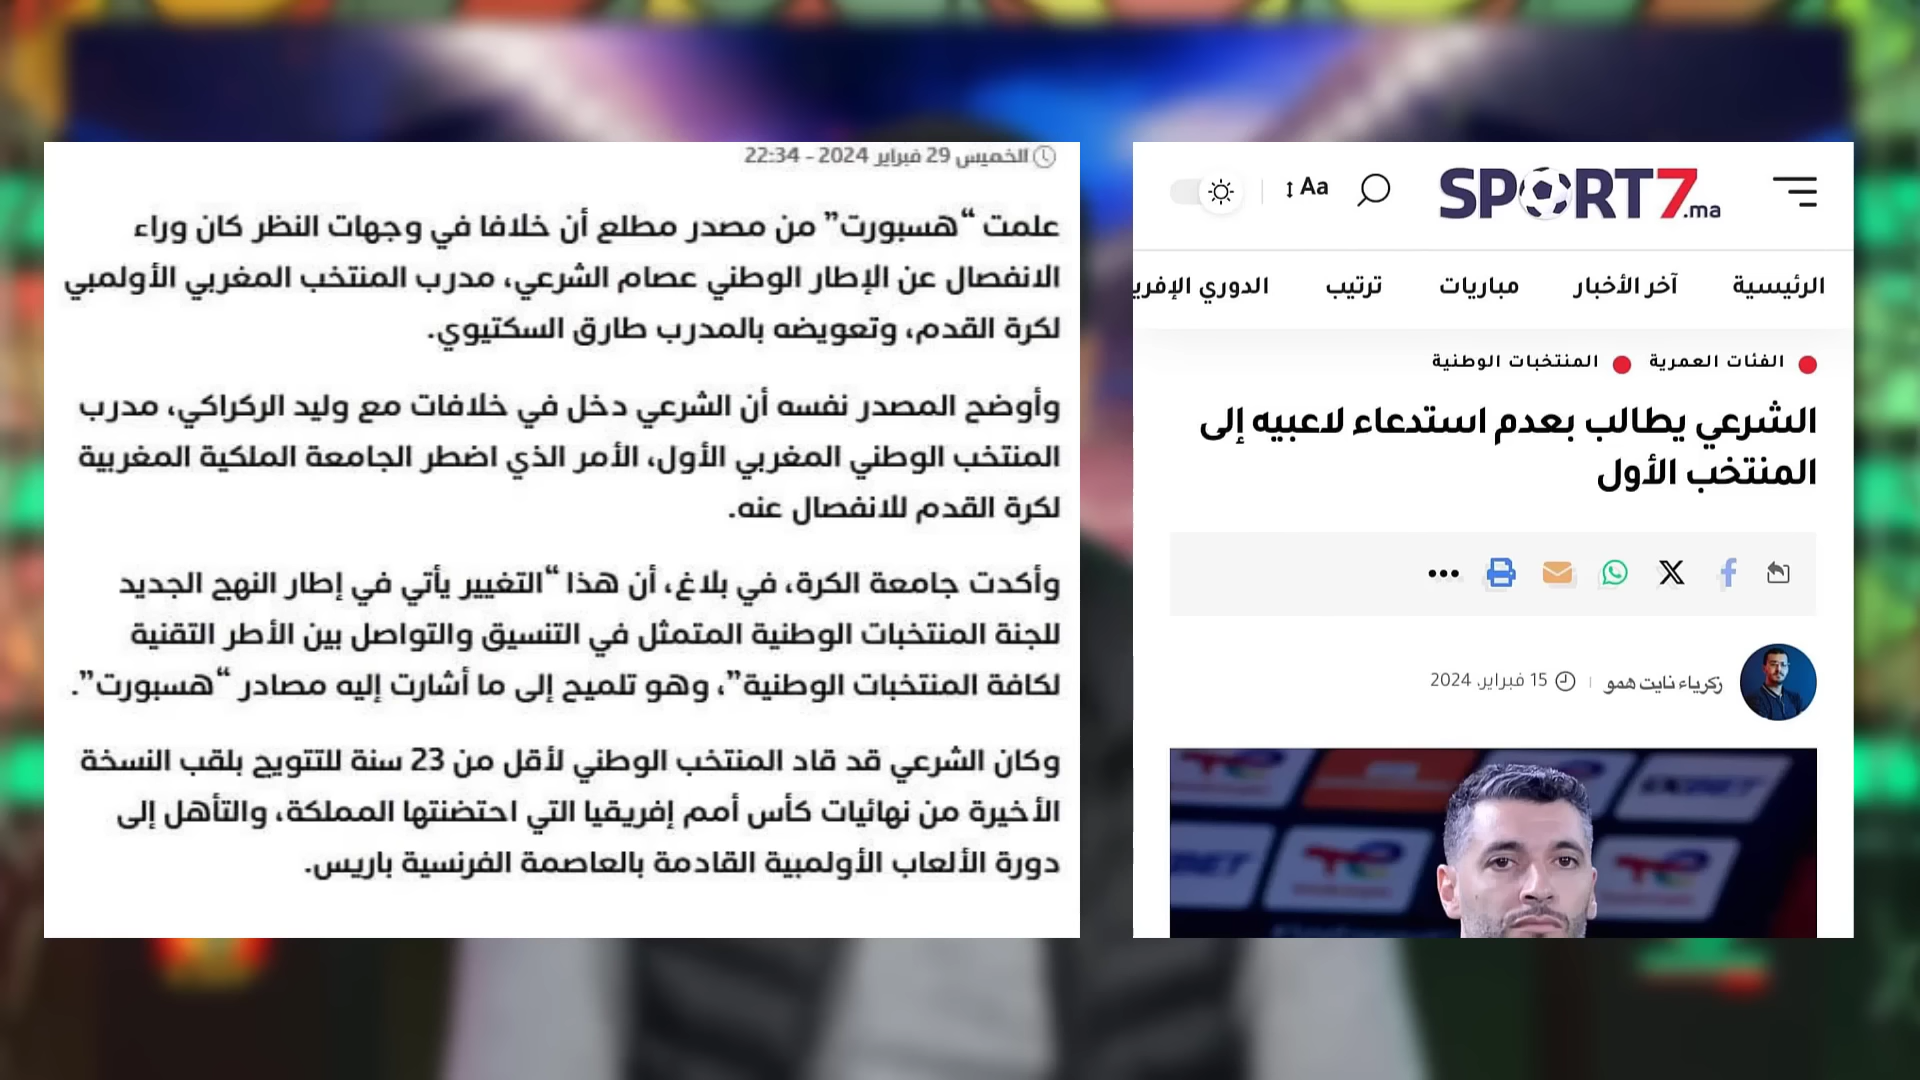 الخميس 29 فبراير 2024 - 22:34
علمت “هسبورت” من مصدر مطلع أن خلافا في وجهات النظر كان وراء
الانفصال عن الإطار الوطني عصام الشرعي، مدرب المنتخب المغربي الأولمبي
لكرة القدم، وتعويضه بالمدرب طارق السكتيوي.
وأوضح المصدر نفسه أن الشرعي دخل في خلافات مع وليد الركراكي، مدرب
المنتخب الوطني المغربي الأول، الأمر الذي اضطر الجامعة الملكية المغربية
لكرة القدم للانفصال عنه.
وأكدت جامعة الكرة، في بلاغ، أن هذا “التغيير يأتي في إطار النهج الجديد
للجنة المنتخبات الوطنية المتمثل في التنسيق والتواصل بين الأطر التقنية
لكافة المنتخبات الوطنية”، وهو تلميح إلى ما أشارت إليه مصادر “هسبورت”.
وكان الشرعي قد قاد المنتخب الوطني لأقل من 23 سنة للتتويج بلقب النسخة
الأخيرة من نهائيات كأس أمم إفريقيا التي احتضنتها المملكة، والتأهل إلى
دورة الألعاب الأولمبية القادمة بالعاصمة الفرنسية باريس.
SPORT7.ma
Aa
الرئيسية آخر الأخبار مباريات ترتيب الدوري الإفري
الفئات العمرية المنتخبات الوطنية
الشرعي يطالب بعدم استدعاء لاعبيه إلى
المنتخب الأول
زكرياء نايت همو
15 فبراير، 2024